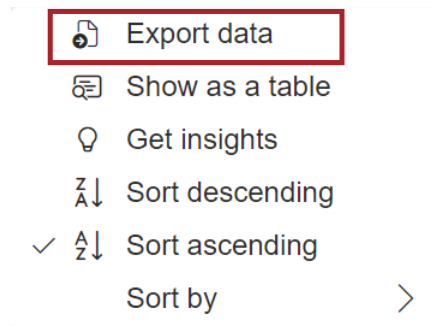 Export data
Show as a table
Get insights
Sort descending
Sort ascending
Sort by